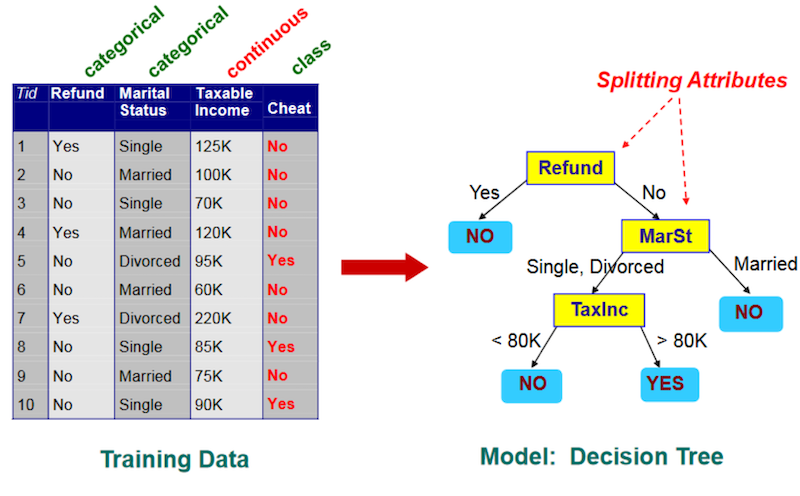 categorical
categorical
continuous
class
Tid Refund Marital Status Taxable Income Cheat
1 Yes Single 125K No
2 No Married 100K No
3 No Single 70K No
4 Yes Married 120K No
5 No Divorced 95K Yes
6 No Married 60K No
7 Yes Divorced 220K No
8 No Single 85K Yes
9 No Married 75K No
10 No Single 90K Yes
Training Data
Splitting Attributes
Refund
Yes No
NO MarSt
Single, Divorced Married
TaxInc NO
< 80K > 80K
NO YES
Model: Decision Tree